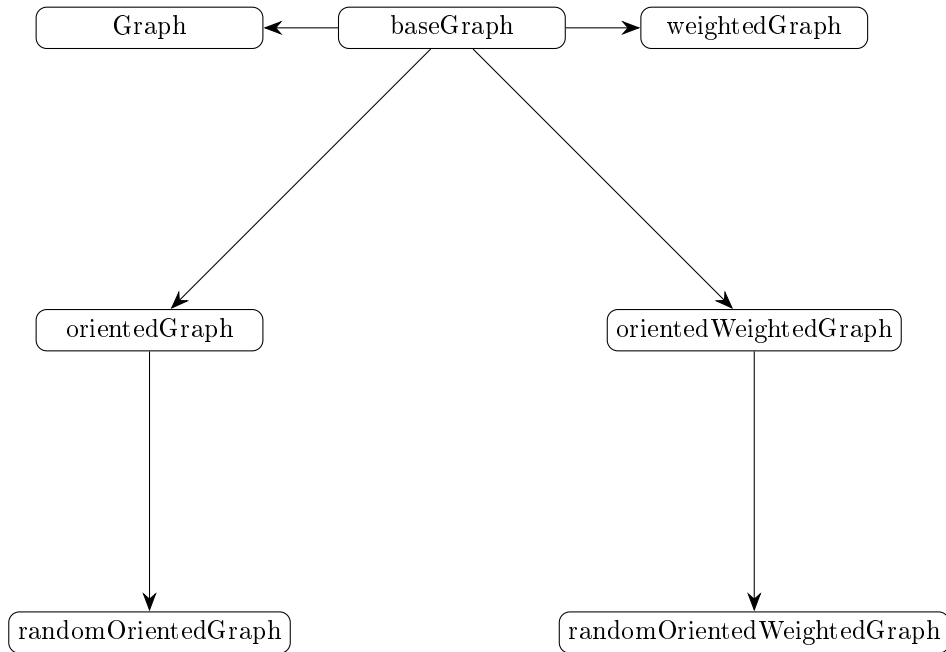 Graph
baseGraph
weightedGraph
orientedGraph
orientedWeightedGraph
randomOrientedGraph
randomOrientedWeightedGraph